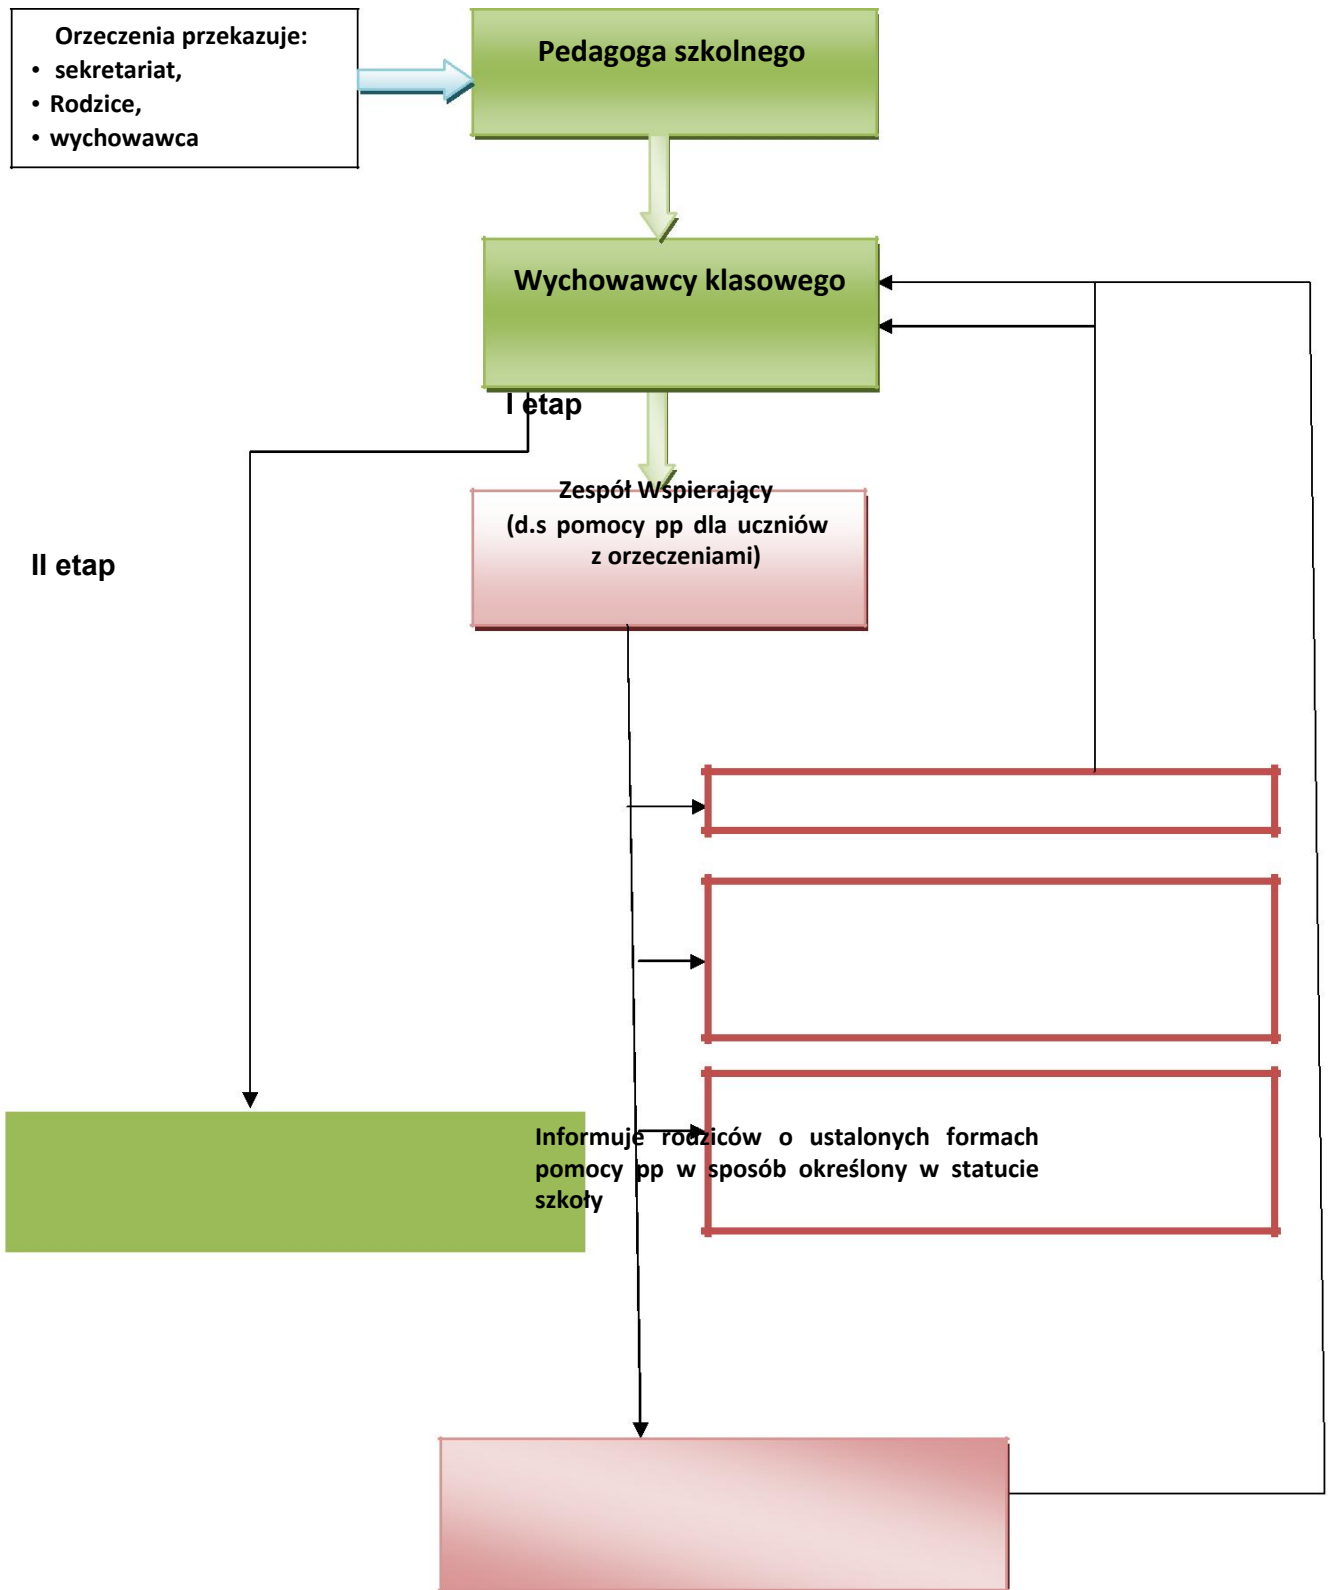 Orzeczenia przekazuje:
• sekretariat,
• Rodzice,
• wychowawca
Pedagoga szkolnego
Wychowawcy klasowego
I etap
Zespół Wspierający
(d.s pomocy pp dla uczniów
z orzeczeniami)
II etap
Informuje rodziców o ustalonych formach
pomocy pp w sposób określony w statucie
szkoły